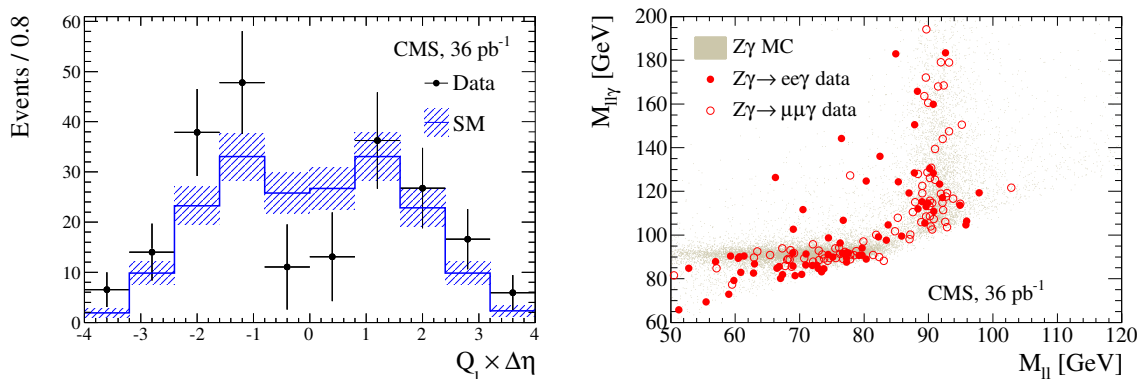 Events / 0.8
60
50
40
30
20
10
0
CMS, 36 pb⁻¹
Data
SM
-4 -3 -2 -1 0 1 2 3 4
Q_l × Δη
M_llγ [GeV]
200
180
160
140
120
100
80
60
Zγ MC
Zγ→eeγ data
Zγ→μμγ data
CMS, 36 pb⁻¹
50 60 70 80 90 100 110 120
M_ll [GeV]